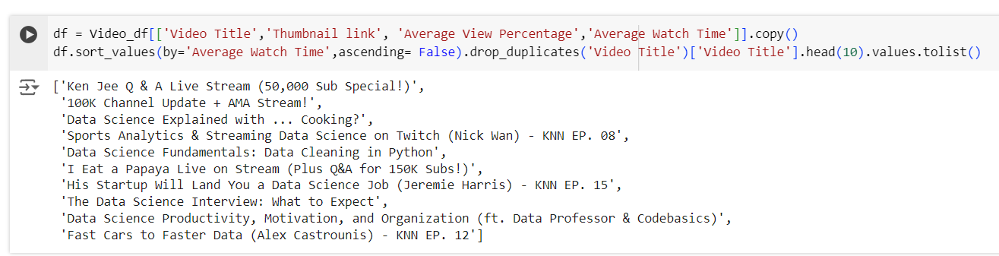 df = Video_df[['Video Title','Thumbnail link', 'Average View Percentage','Average Watch Time']].copy()
df.sort_values(by='Average Watch Time',ascending= False).drop_duplicates('Video Title')['Video Title'].head(10).values.tolist()
['Ken Jee Q & A Live Stream (50,000 Sub Special!)',
'100K Channel Update + AMA Stream!',
'Data Science Explained with ... Cooking?',
'Sports Analytics & Streaming Data Science on Twitch (Nick Wan) - KNN EP. 08',
'Data Science Fundamentals: Data Cleaning in Python',
'I Eat a Papaya Live on Stream (Plus Q&A for 150K Subs!)',
'His Startup Will Land You a Data Science Job (Jeremie Harris) - KNN EP. 15',
'The Data Science Interview: What to Expect',
'Data Science Productivity, Motivation, and Organization (ft. Data Professor & Codebasics)',
'Fast Cars to Faster Data (Alex Castrounis) - KNN EP. 12']